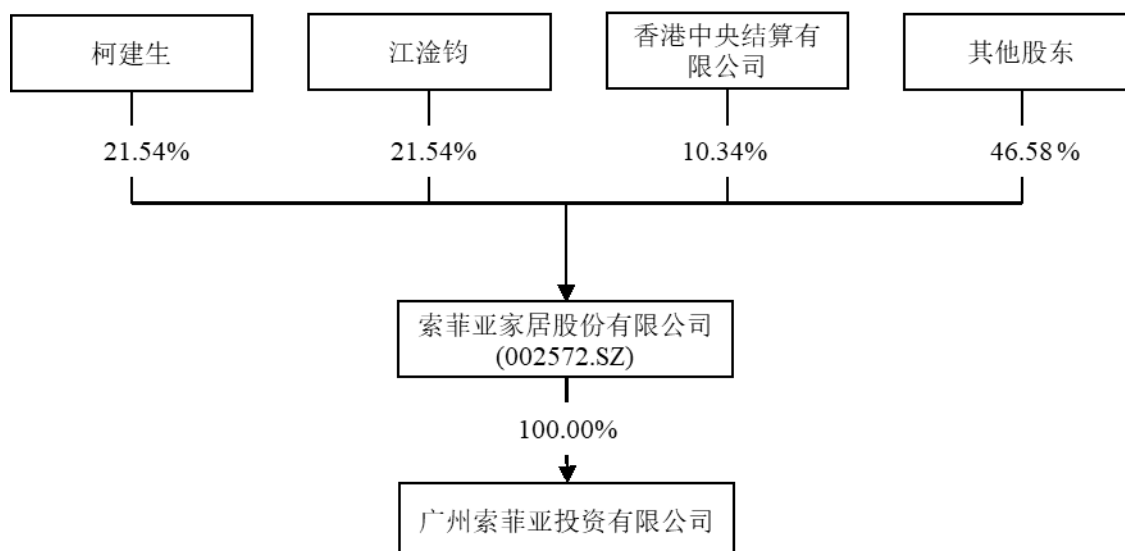 柯建生
江淦钧
香港中央结算有
限公司
其他股东
21.54%
21.54%
10.34%
46.58%
索菲亚家居股份有限公司
(002572.SZ)
100.00%
广州索菲亚投资有限公司